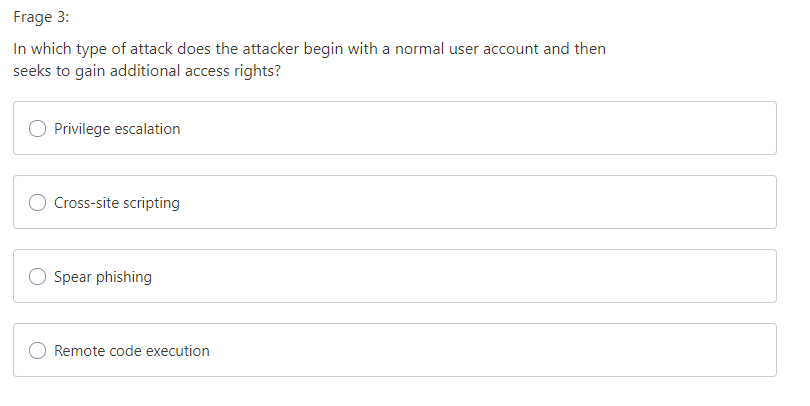 Frage 3:
In which type of attack does the attacker begin with a normal user account and then
seeks to gain additional access rights?
Privilege escalation
Cross-site scripting
Spear phishing
Remote code execution